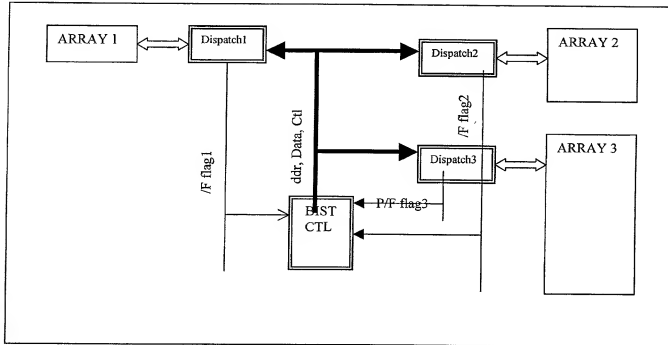 ARRAY 1
Dispatch1
Dispatch2
ARRAY 2
/F flag1
ddr, Data, Ctl
/F flag2
Dispatch3
ARRAY 3
P/F flag3
BIST
CTL